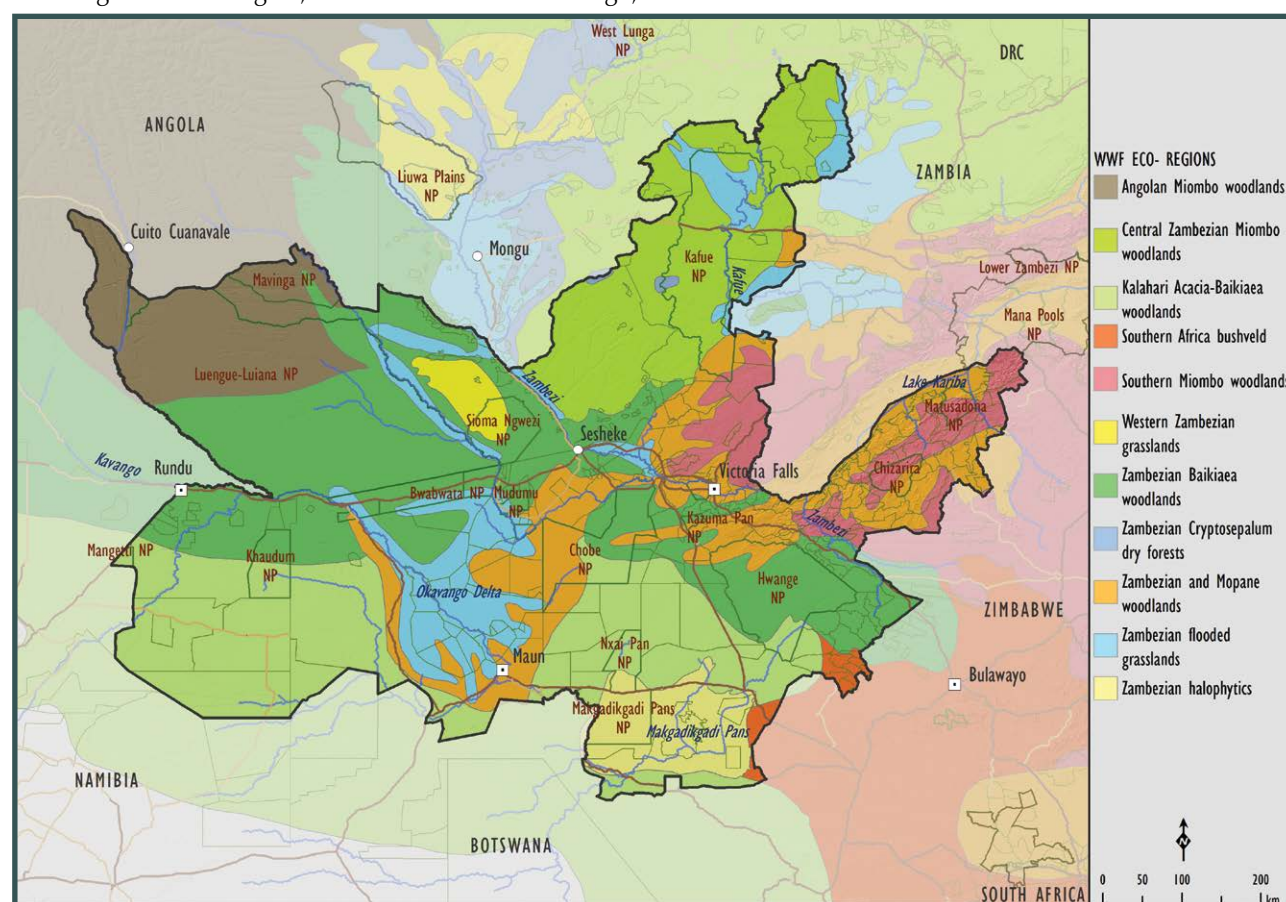 West Lunga
NP
DRC
ANGOLA
ZAMBIA
Liuwa Plains
NP
Cuito Cuanavale
Mongu
Kafue
NP
Kafue
Mavinga NP
Lower Zambezi NP
Mana Pools
NP
Luengue-Luiana NP
Zambezi
Lake Kariba
Matusadona
NP
Sioma Ngwezi
NP
Sesheke
Chizarira
NP
Kavango
Rundu
Bwabwata NP
Mudumu
NP
Victoria Falls
Kazuma Pan
NP
Zambezi
Mangetti NP
Khaudum
NP
Chobe
NP
Okavango Delta
Hwange
NP
ZIMBABWE
Nxai Pan
NP
Maun
Bulawayo
Makgadikgadi Pans
NP
Makgadikgadi Pans
NAMIBIA
BOTSWANA
SOUTH AFRICA
WWF ECO- REGIONS
Angolan Miombo woodlands
Central Zambezian Miombo
woodlands
Kalahari Acacia-Baikiaea
woodlands
Southern Africa bushveld
Southern Miombo woodlands
Western Zambezian
grasslands
Zambezian Baikiaea
woodlands
Zambezian Cryptosepalum
dry forests
Zambezian and Mopane
woodlands
Zambezian flooded
grasslands
Zambezian halophytics
N
0 50 100 200
km